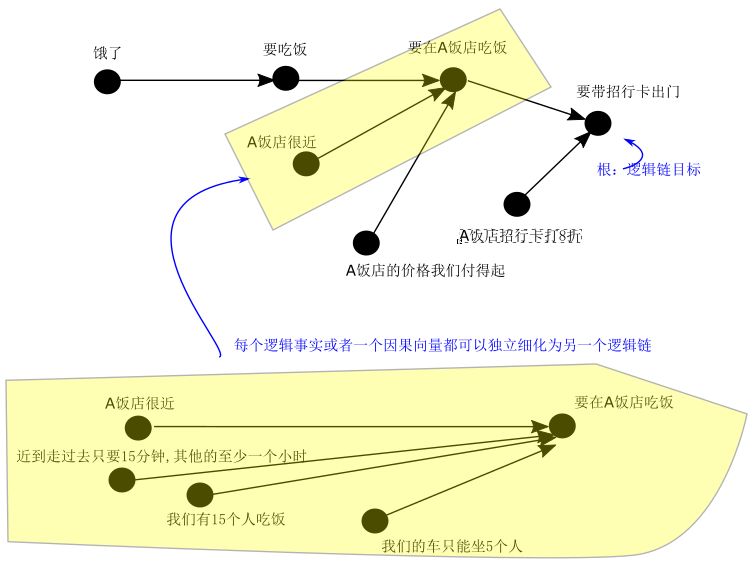 饿了
要吃饭
要在A饭店吃饭
要带招行卡出门
A饭店很近
根：逻辑链目标
A饭店招行卡打8折
A饭店的价格我们付得起
每个逻辑事实或者一个因果向量都可以独立细化为另一个逻辑链
A饭店很近
要在A饭店吃饭
近到走过去只要15分钟,其他的至少一个小时
我们有15个人吃饭
我们的车只能坐5个人